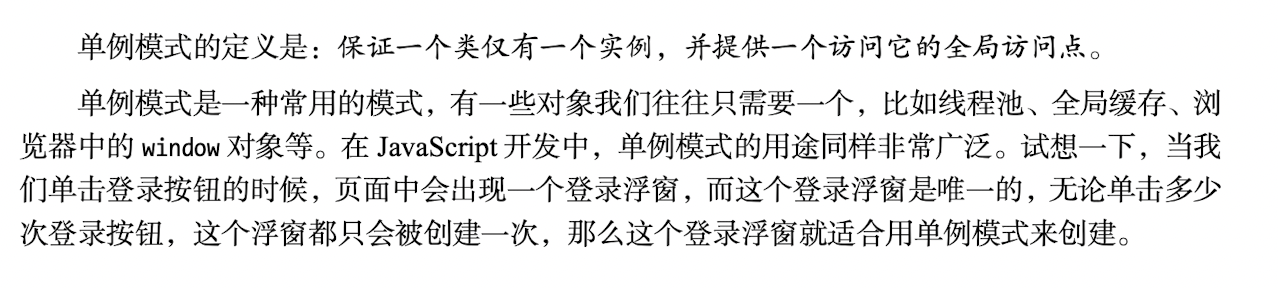 单例模式的定义是：保证一个类仅有一个实例，并提供一个访问它的全局访问点。
单例模式是一种常用的模式，有一些对象我们往往只需要一个，比如线程池、全局缓存、浏
览器中的 window 对象等。在 JavaScript 开发中，单例模式的用途同样非常广泛。试想一下，当我
们单击登录按钮的时候，页面中会出现一个登录浮窗，而这个登录浮窗是唯一的，无论单击多少
次登录按钮，这个浮窗都只会被创建一次，那么这个登录浮窗就适合用单例模式来创建。